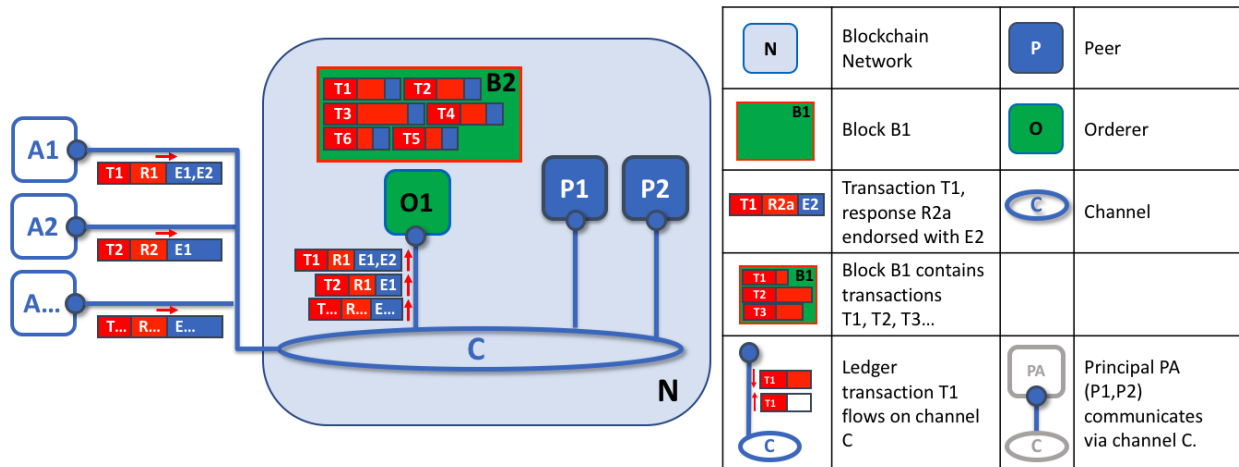 A1
T1 R1 E1,E2
A2
T2 R2 E1
A...
T... R... E...
B2
T1 T2
T3 T4
T6 T5
O1
P1
P2
T1 R1 E1,E2
T2 R1 E1
T... R... E...
C
N
N
Blockchain
Network
P
Peer
B1
Block B1
O
Orderer
T1 R2a E2
Transaction T1,
response R2a
endorsed with E2
C
Channel
B1
T1
T2
T3
Block B1 contains
transactions
T1, T2, T3...
T1
T1
C
Ledger
transaction T1
flows on channel
C
PA
C
Principal PA
(P1,P2)
communicates
via channel C.